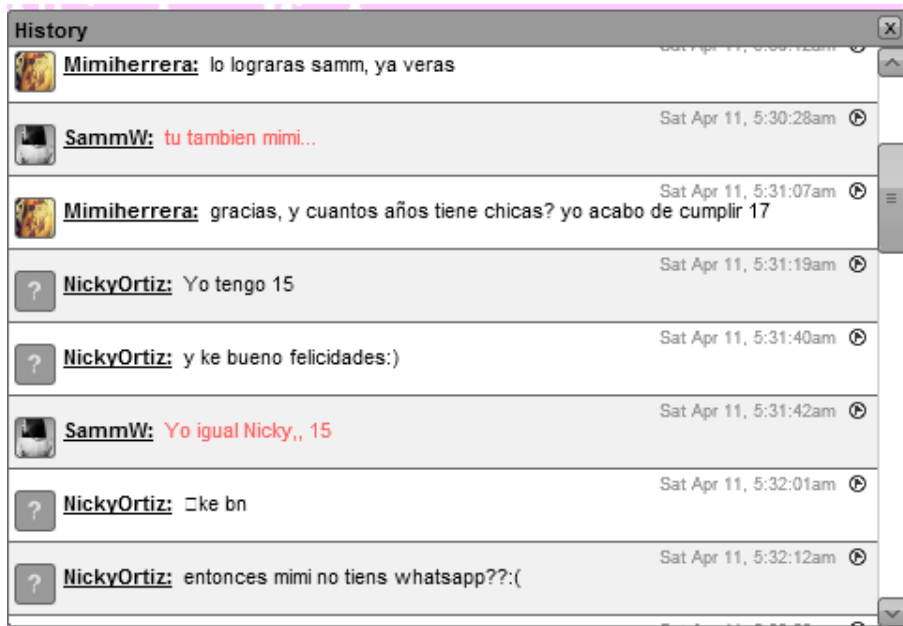 History
Mimiherrera: lo lograras samm, ya veras
Sat Apr 11, 5:30:28am
SammW: tu tambien mimi...
Sat Apr 11, 5:31:07am
Mimiherrera: gracias, y cuantos años tiene chicas? yo acabo de cumplir 17
Sat Apr 11, 5:31:19am
NickyOrtiz: Yo tengo 15
Sat Apr 11, 5:31:40am
NickyOrtiz: y ke bueno felicidades:)
Sat Apr 11, 5:31:42am
SammW: Yo igual Nicky,, 15
Sat Apr 11, 5:32:01am
NickyOrtiz: □ke bn
Sat Apr 11, 5:32:12am
NickyOrtiz: entonces mimi no tiens whatsapp??:(